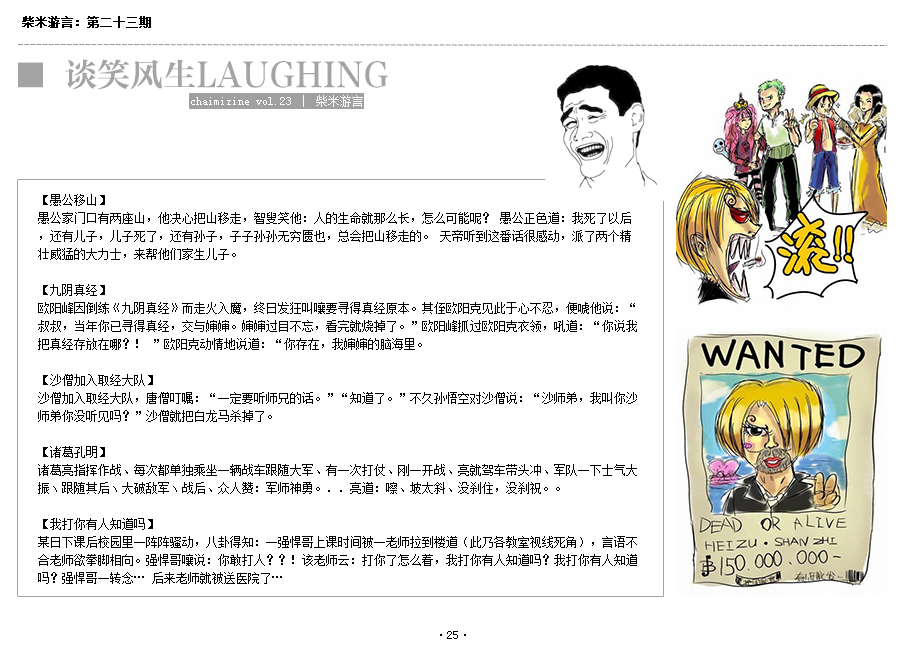 柴米游言：第二十三期
谈笑风生LAUGHING
chaimizine vol.23 | 柴米游言
【愚公移山】
愚公家门口有两座山，他决心把山移走，智叟笑他：人的生命就那么长，怎么可能呢？ 愚公正色道：我死了以后
，还有儿子，儿子死了，还有孙子，子子孙孙无穷匮也，总会把山移走的。 天帝听到这番话很感动，派了两个精
壮威猛的大力士，来帮他们家生儿子。
【九阴真经】
欧阳峰因倒练《九阴真经》而走火入魔，终日发狂叫嚷要寻得真经原本。其侄欧阳克见此于心不忍，便唬他说：“
叔叔，当年你已寻得真经，交与婶婶。婶婶过目不忘，看完就烧掉了。”欧阳峰抓过欧阳克衣领，吼道：“你说我
把真经存放在哪？！ ”欧阳克动情地说道：“你存在，我婶婶的脑海里。
【沙僧加入取经大队】
沙僧加入取经大队，唐僧叮嘱：“一定要听师兄的话。”“知道了。”不久孙悟空对沙僧说：“沙师弟，我叫你沙
师弟你没听见吗？”沙僧就把白龙马杀掉了。
【诸葛孔明】
诸葛亮指挥作战、每次都单独乘坐一辆战车跟随大军、有一次打仗、刚一开战、亮就驾车带头冲、军队一下士气大
振丶跟随其后丶大破敌军丶战后、众人赞：军师神勇。．．亮道：嚓、坡太斜、没刹住，没刹祝。。
【我打你有人知道吗】
某日下课后校园里一阵阵骚动，八卦得知：一强悍哥上课时间被一老师拉到楼道（此乃各教室视线死角），言语不
合老师欲拳脚相向。强悍哥嚷说：你敢打人？？！该老师云：打你了怎么着，我打你有人知道吗？我打你有人知道
吗？强悍哥一转念… 后来老师就被送医院了…
滚!!
WANTED
DEAD OR ALIVE
HEIZU·SHANZHI
฿150.000.000-
·25·